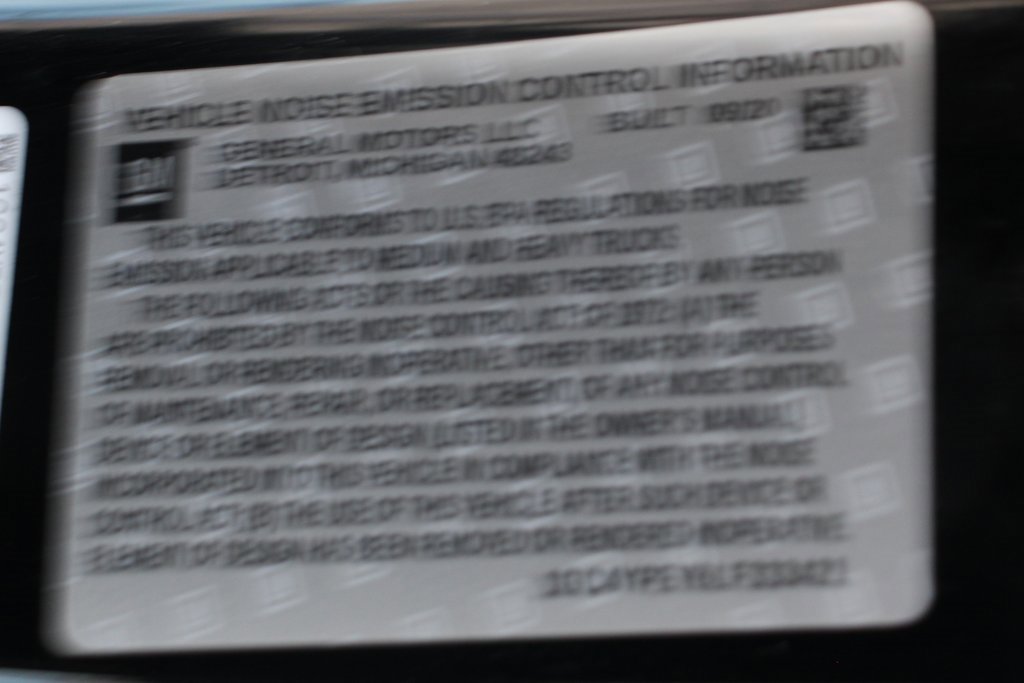 VEHICLE NOISE EMISSION CONTROL INFORMATION
GM
GENERAL MOTORS LLC
BUILT 09/20
DETROIT, MICHIGAN 48243
THIS VEHICLE CONFORMS TO U.S. EPA REGULATIONS FOR NOISE
EMISSION APPLICABLE TO MEDIUM AND HEAVY TRUCKS
THE FOLLOWING ACTS OR THE CAUSING THEREOF BY ANY PERSON
ARE PROHIBITED BY THE NOISE CONTROL ACT OF 1972: (A) THE
REMOVAL OR RENDERING INOPERATIVE, OTHER THAN FOR PURPOSES
OF MAINTENANCE, REPAIR, OR REPLACEMENT, OF ANY NOISE CONTROL
DEVICE OR ELEMENT OF DESIGN (LISTED IN THE OWNER'S MANUAL)
INCORPORATED INTO THIS VEHICLE IN COMPLIANCE WITH THE NOISE
CONTROL ACT; (B) THE USE OF THIS VEHICLE AFTER SUCH DEVICE OR
ELEMENT OF DESIGN HAS BEEN REMOVED OR RENDERED INOPERATIVE.